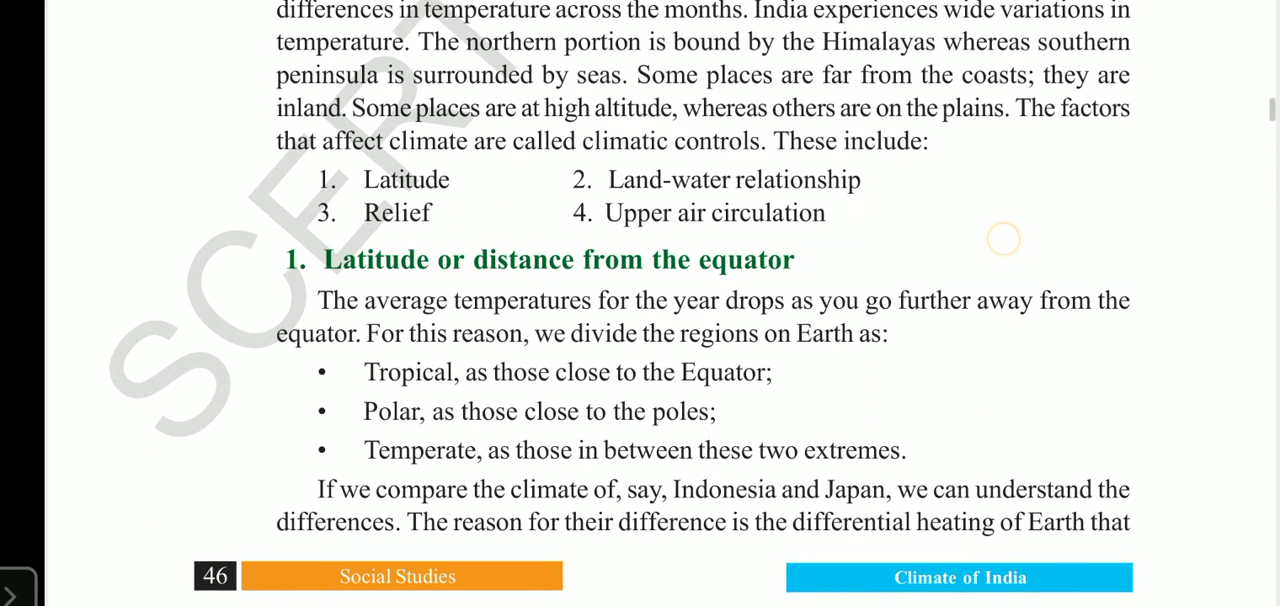 differences in temperature across the months. India experiences wide variations in
temperature. The northern portion is bound by the Himalayas whereas southern
peninsula is surrounded by seas. Some places are far from the coasts; they are
inland. Some places are at high altitude, whereas others are on the plains. The factors
that affect climate are called climatic controls. These include:
1. Latitude 2. Land-water relationship
3. Relief 4. Upper air circulation
1. Latitude or distance from the equator
The average temperatures for the year drops as you go further away from the
equator. For this reason, we divide the regions on Earth as:
• Tropical, as those close to the Equator;
• Polar, as those close to the poles;
• Temperate, as those in between these two extremes.
If we compare the climate of, say, Indonesia and Japan, we can understand the
differences. The reason for their difference is the differential heating of Earth that
46 Social Studies Climate of India
SCERT